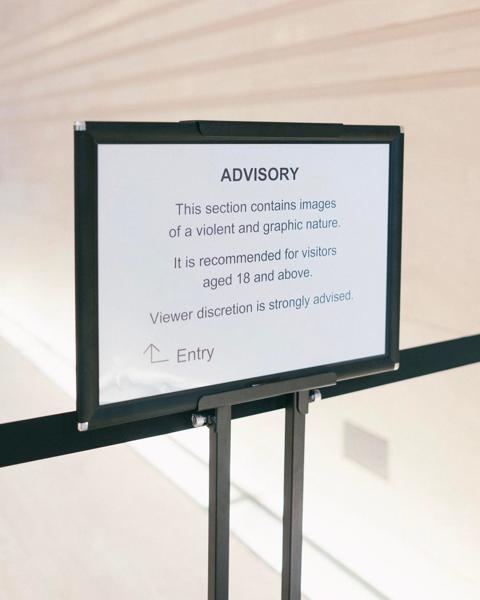 ADVISORY
This section contains images
of a violent and graphic nature.
It is recommended for visitors
aged 18 and above.
Viewer discretion is strongly advised.
Entry